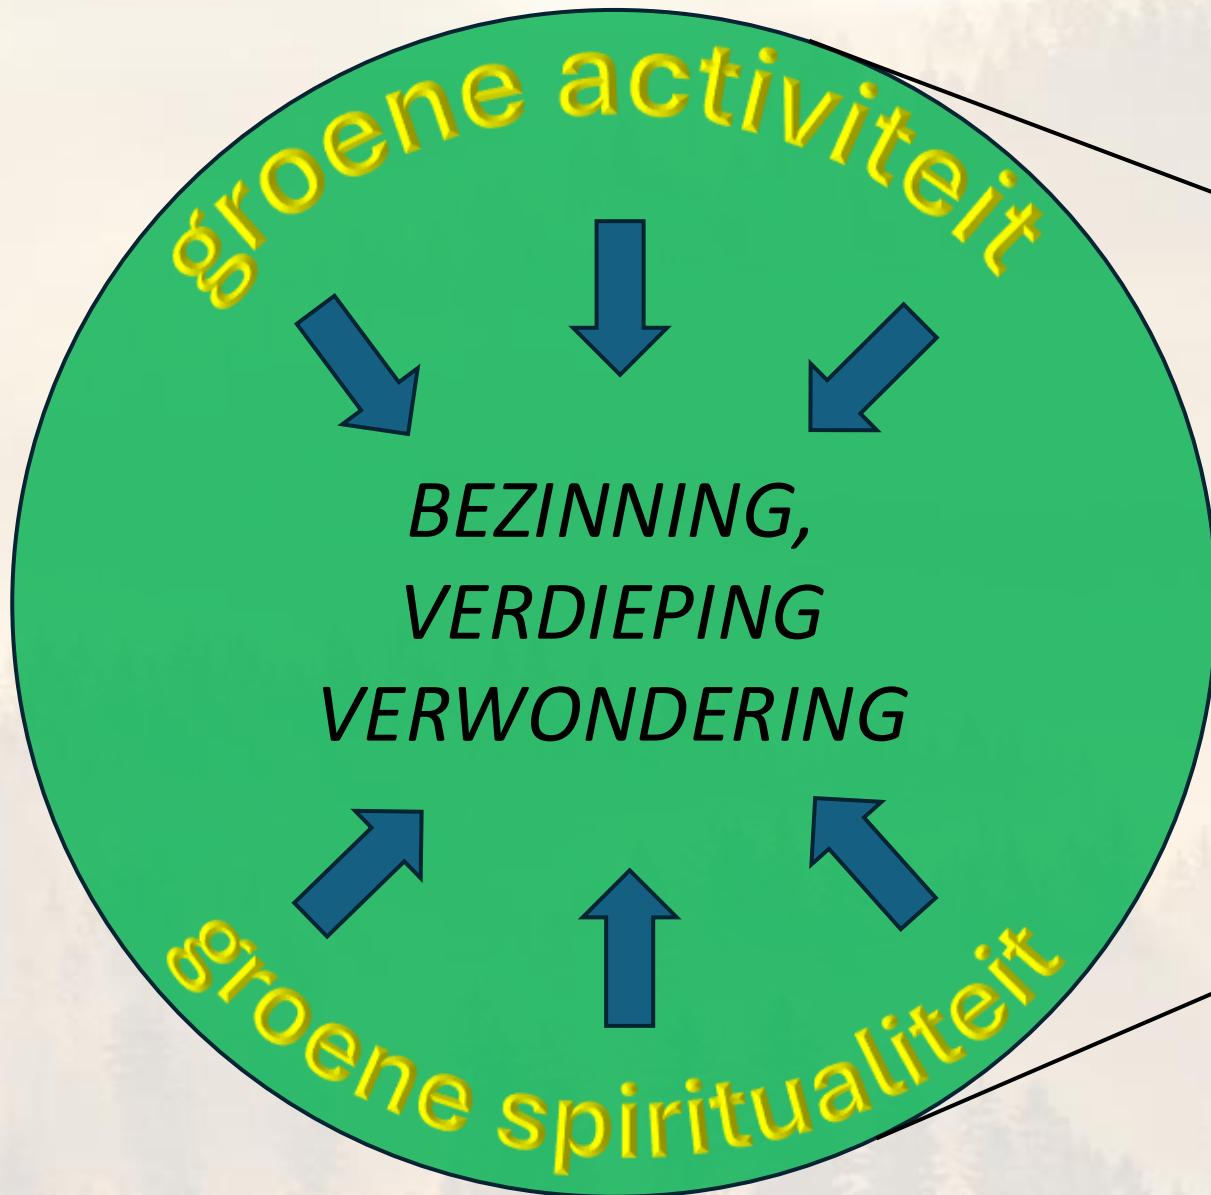 groene activiteit
BEZINNING,
VERDIEPING
VERWONDERING
groene spiritualiteit